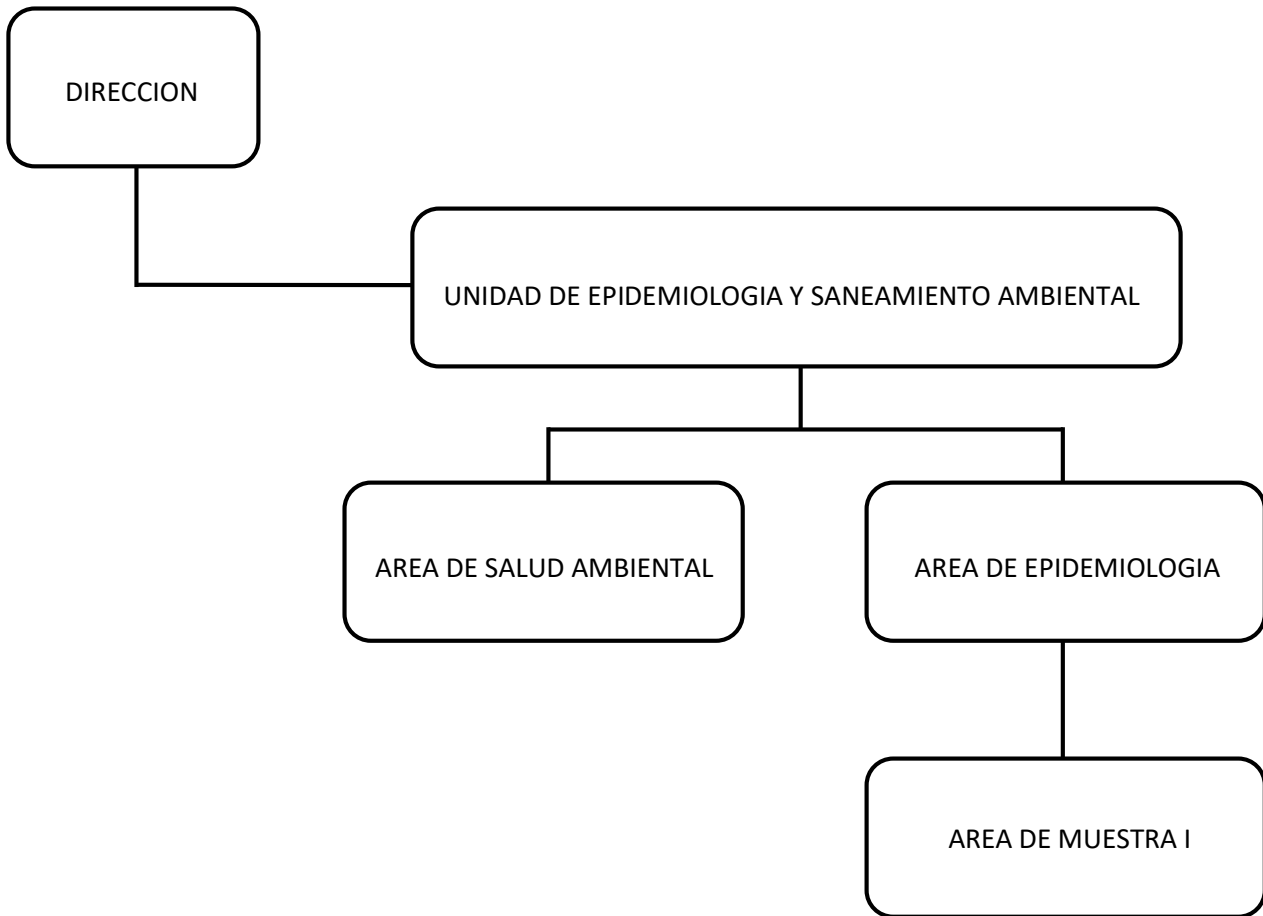 DIRECCION
UNIDAD DE EPIDEMIOLOGIA Y SANEAMIENTO AMBIENTAL
AREA DE SALUD AMBIENTAL
AREA DE EPIDEMIOLOGIA
AREA DE MUESTRA I